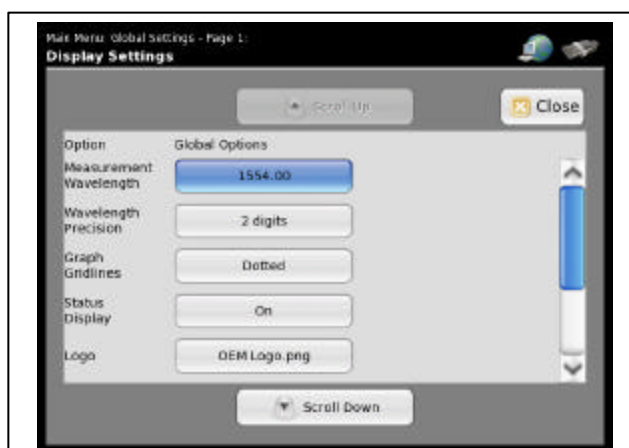 Main Menu: Global Settings - Page 1:
Display Settings
Scroll Up
Close
Option Global Options
Measurement
Wavelength
1554.00
Wavelength
Precision
2 digits
Graph
Gridlines
Dotted
Status
Display
On
Logo
OEM Logo.png
Scroll Down